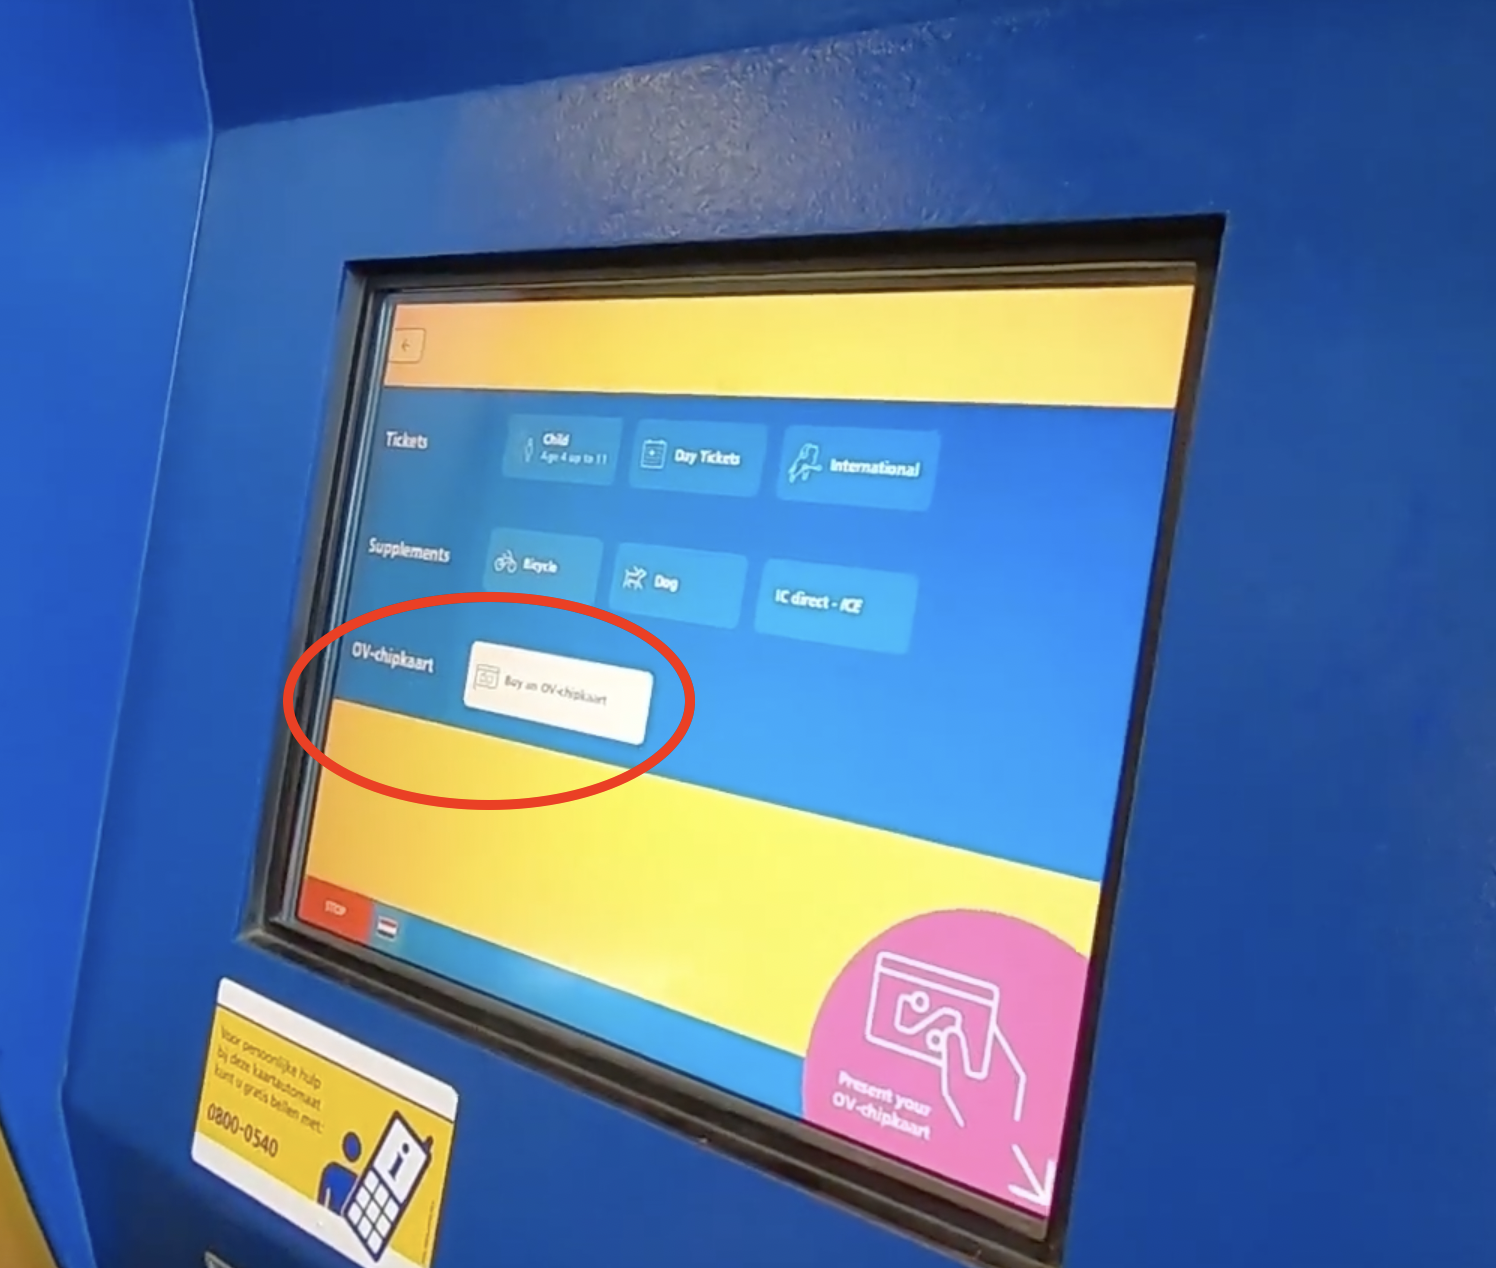 Tickets
Child
Age 4 up to 11
Day Tickets
International
Supplements
Bicycle
Dog
IC direct - ICE
OV-chipkaart
Buy an OV-chipkaart
STOP
Present your
OV-chipkaart
Voor persoonlijke hulp
bij deze kaartautomaat
kunt u gratis bellen met:
0800-0540
i